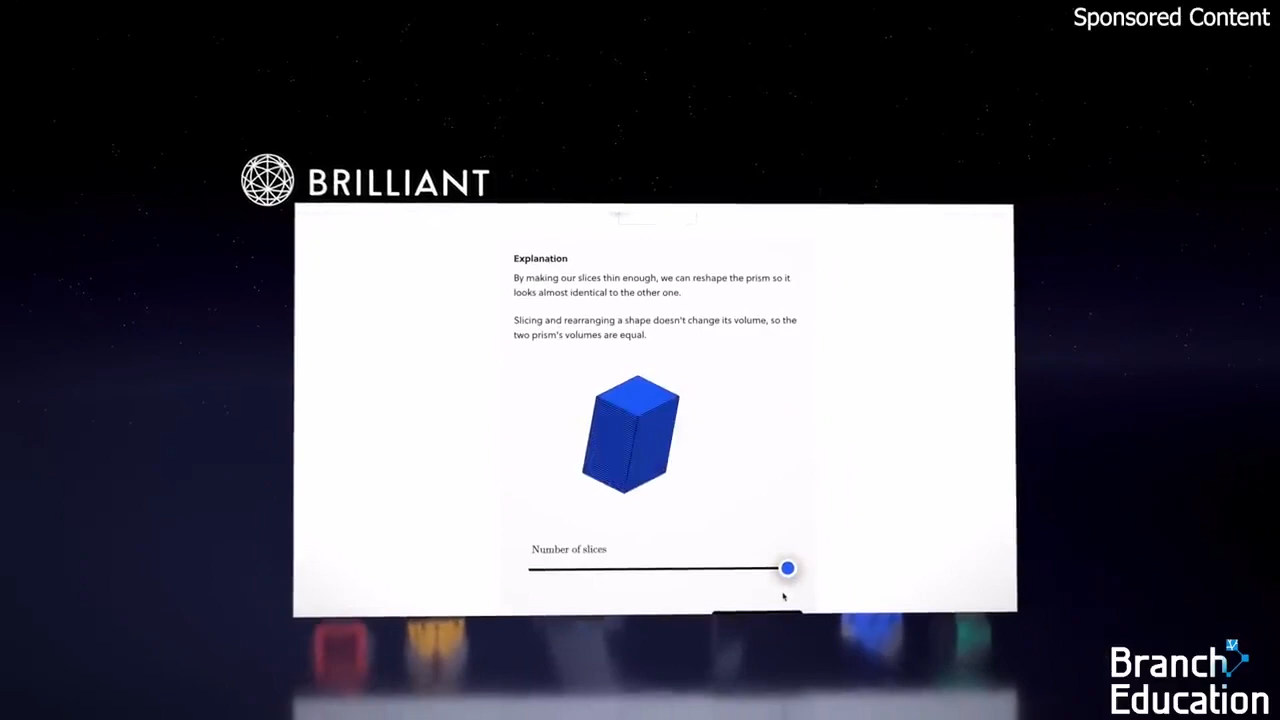 Sponsored Content
BRILLIANT
Explanation
By making our slices thin enough, we can reshape the prism so it
looks almost identical to the other one.
Slicing and rearranging a shape doesn't change its volume, so the
two prism's volumes are equal.
Number of slices
Branch
Education